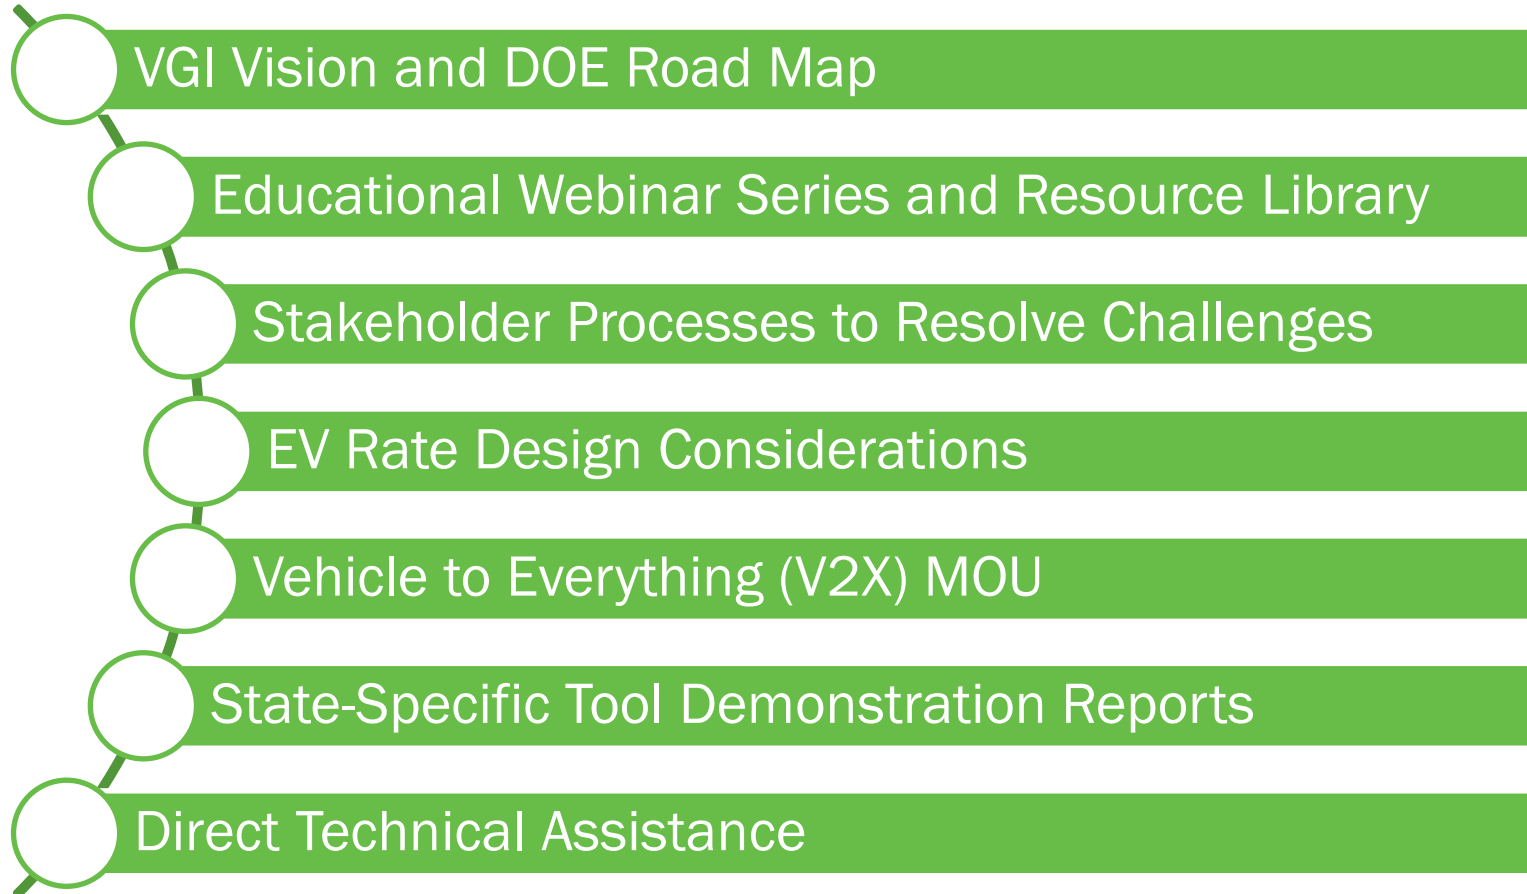 VGI Vision and DOE Road Map
Educational Webinar Series and Resource Library
Stakeholder Processes to Resolve Challenges
EV Rate Design Considerations
Vehicle to Everything (V2X) MOU
State-Specific Tool Demonstration Reports
Direct Technical Assistance